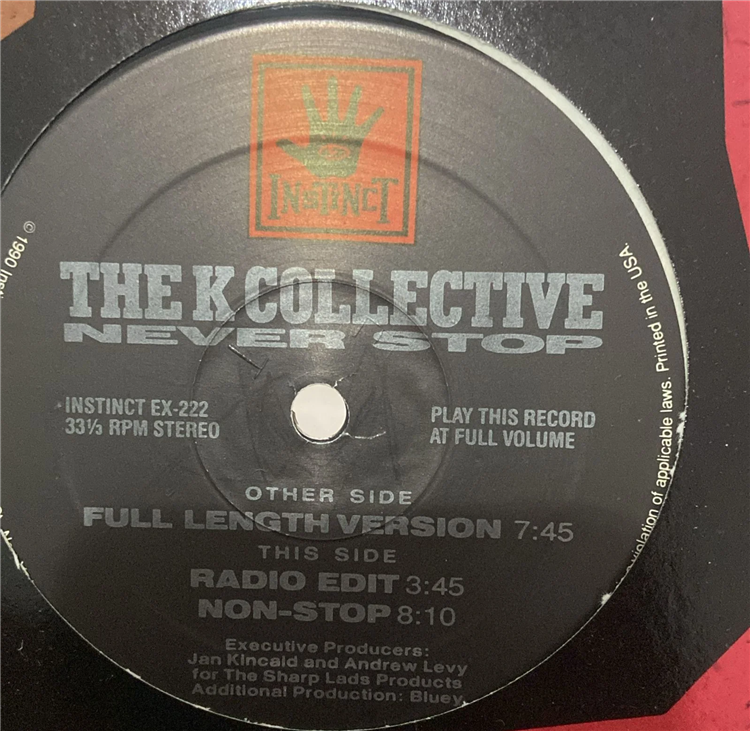 INSTINCT
THE K COLLECTIVE
NEVER STOP
INSTINCT EX-222
33⅓ RPM STEREO
PLAY THIS RECORD
AT FULL VOLUME
OTHER SIDE
FULL LENGTH VERSION 7:45
THIS SIDE
RADIO EDIT 3:45
NON-STOP 8:10
Executive Producers:
Jan Kincaid and Andrew Levy
for The Sharp Lads Products
Additional Production: Bluey
© 1990
of applicable laws. Printed in the USA.